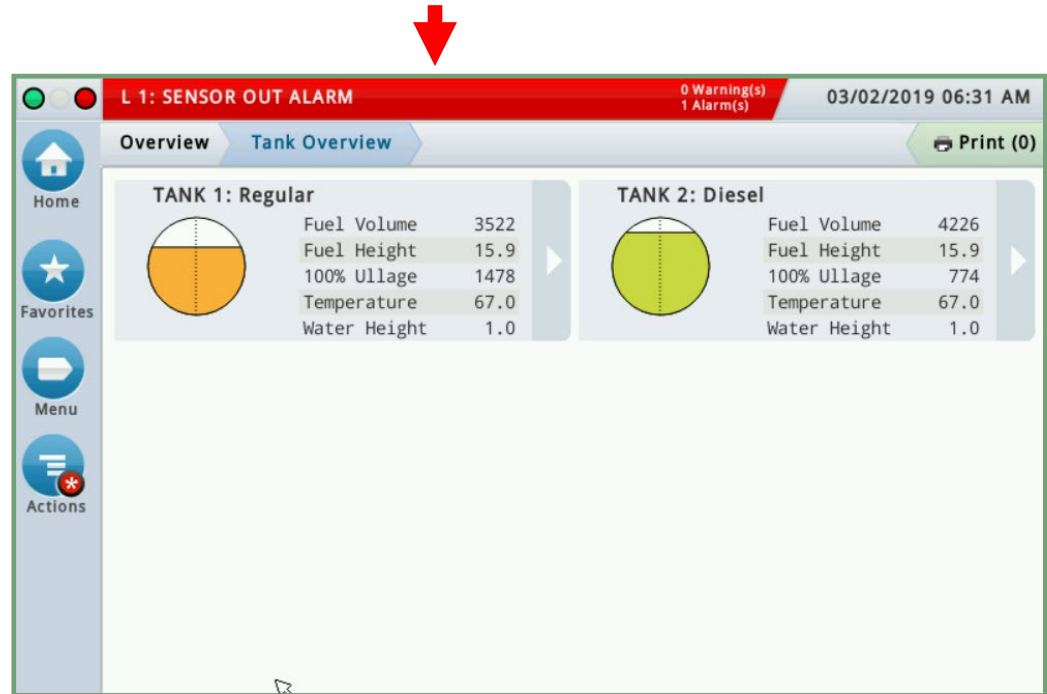 L 1: SENSOR OUT ALARM
0 Warning(s)
1 Alarm(s)
03/02/2019 06:31 AM
Overview
Tank Overview
Print (0)
Home
Favorites
Menu
Actions
TANK 1: Regular
Fuel Volume 3522
Fuel Height 15.9
100% Ullage 1478
Temperature 67.0
Water Height 1.0
TANK 2: Diesel
Fuel Volume 4226
Fuel Height 15.9
100% Ullage 774
Temperature 67.0
Water Height 1.0